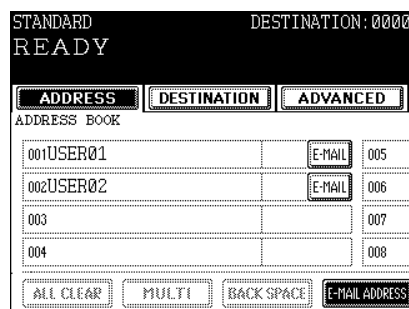 STANDARD DESTINATION:0000
READY
ADDRESS DESTINATION ADVANCED
ADDRESS BOOK
001USER01 E-MAIL 005
002USER02 E-MAIL 006
003 007
004 008
ALL CLEAR MULTI BACK SPACE E-MAIL ADDRESS